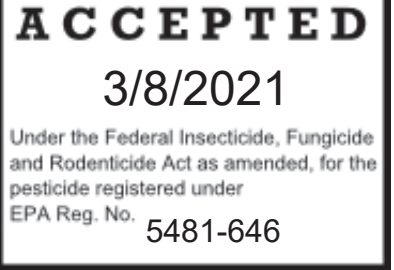 ACCEPTED
3/8/2021
Under the Federal Insecticide, Fungicide
and Rodenticide Act as amended, for the
pesticide registered under
EPA Reg. No. 5481-646